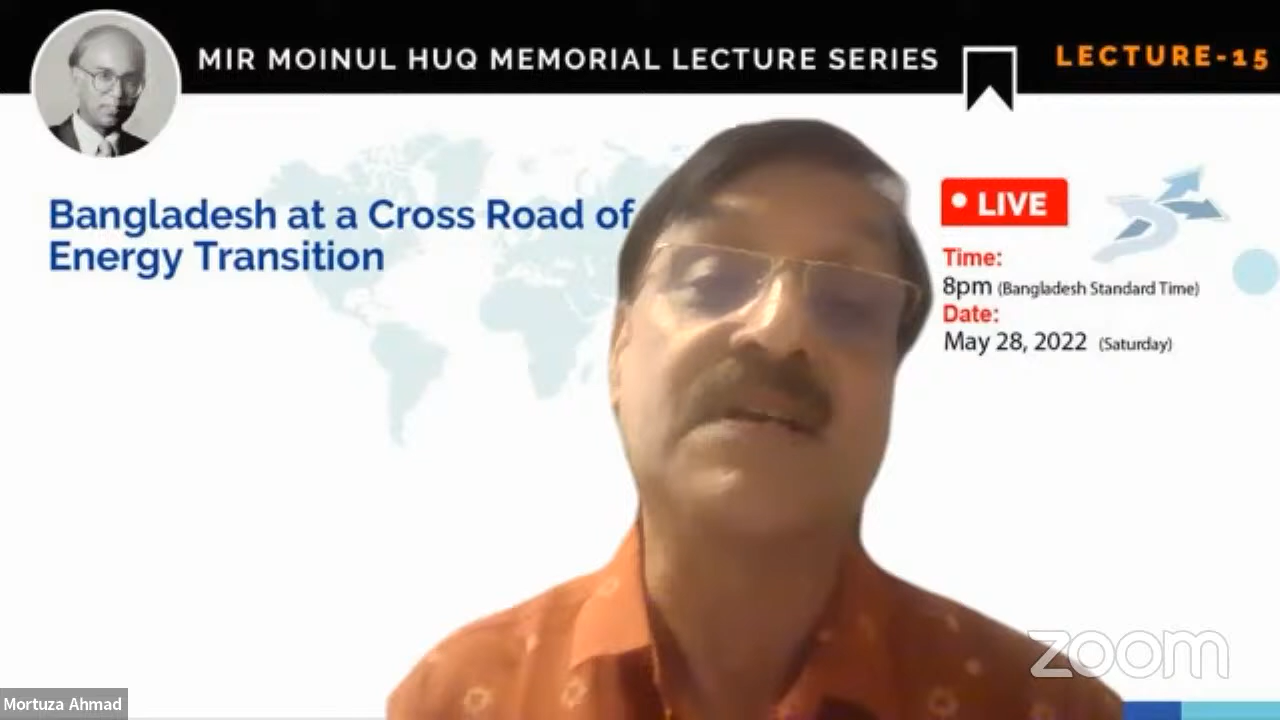 MIR MOINUL HUQ MEMORIAL LECTURE SERIES
LECTURE-15
Bangladesh at a Cross Road of
Energy Transition
LIVE
Time:
8pm (Bangladesh Standard Time)
Date:
May 28, 2022 (Saturday)
zoom
Mortuza Ahmad